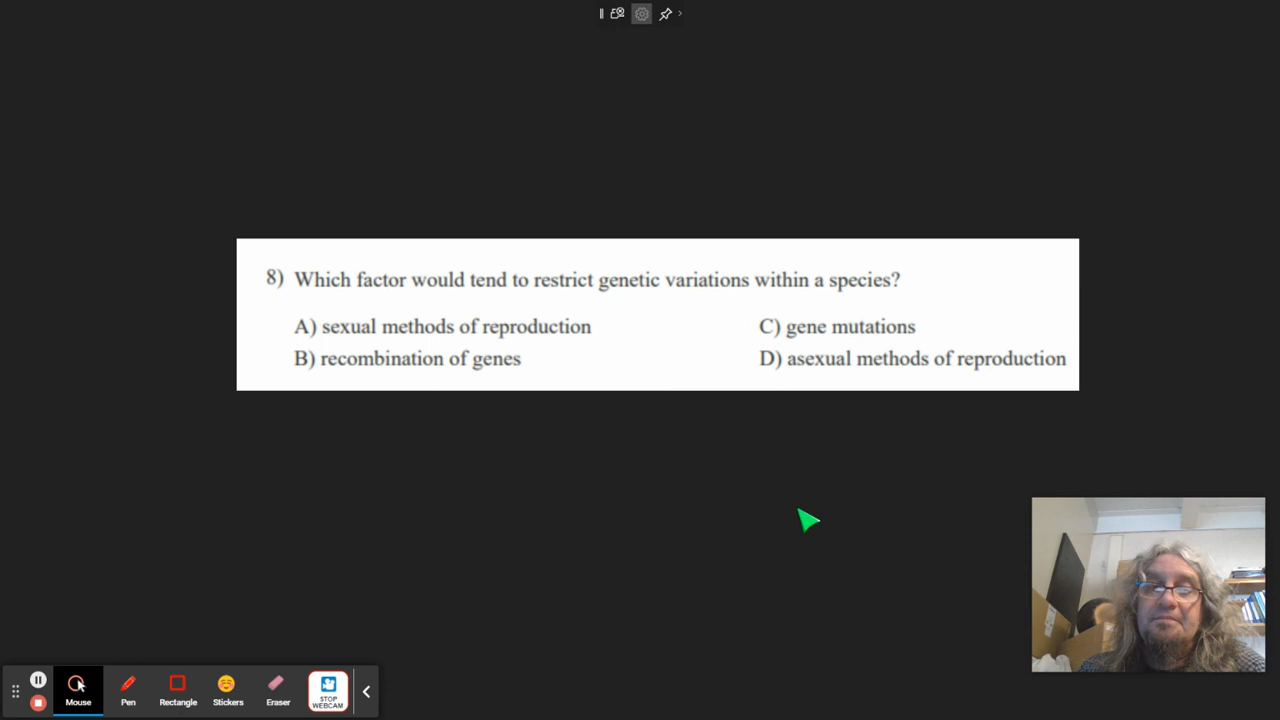 8) Which factor would tend to restrict genetic variations within a species?
A) sexual methods of reproduction
C) gene mutations
B) recombination of genes
D) asexual methods of reproduction
Mouse
Pen
Rectangle
Stickers
Eraser
STOP
WEBCAM